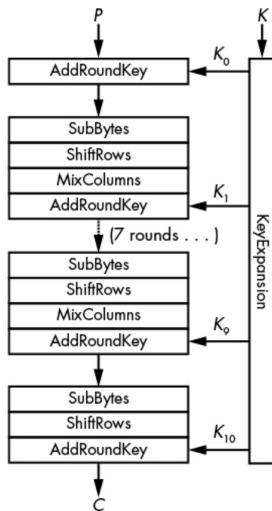 P
K
AddRoundKey
K0
SubBytes
ShiftRows
MixColumns
AddRoundKey
K1
(7 rounds . . .)
SubBytes
ShiftRows
MixColumns
AddRoundKey
K9
SubBytes
ShiftRows
AddRoundKey
K10
C
KeyExpansion